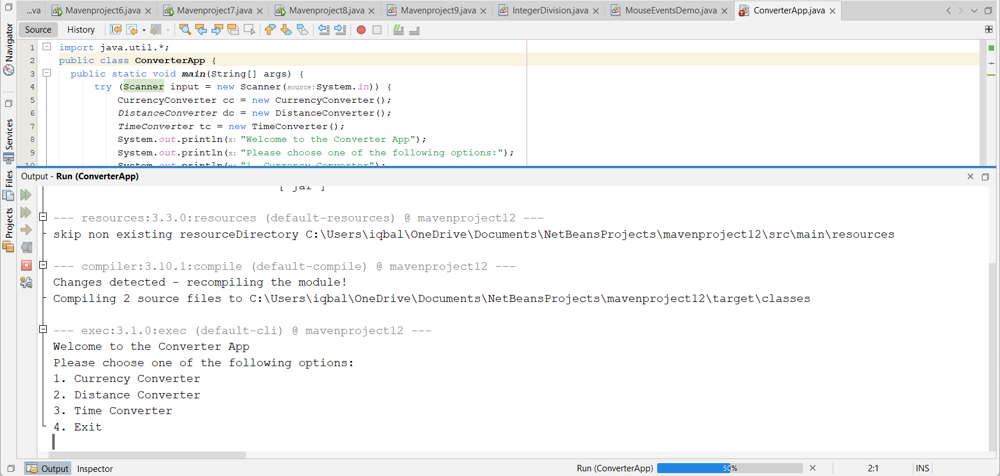 ...va Mavenproject6.java Mavenproject7.java Mavenproject8.java Mavenproject9.java IntegerDivision.java MouseEventsDemo.java ConverterApp.java
Source History
Navigator
Services
Files
Projects
1 import java.util.*;
2 public class ConverterApp {
3 public static void main(String[] args) {
4 try (Scanner input = new Scanner(source:System.in)) {
5 CurrencyConverter cc = new CurrencyConverter();
6 DistanceConverter dc = new DistanceConverter();
7 TimeConverter tc = new TimeConverter();
8 System.out.println(x: "Welcome to the Converter App");
9 System.out.println(x: "Please choose one of the following options:");
10 System.out.println(x: "1. Currency Converter");
Output - Run (ConverterApp)
[ jar ]
--- resources:3.3.0:resources (default-resources) @ mavenproject12 ---
skip non existing resourceDirectory C:\Users\iqbal\OneDrive\Documents\NetBeansProjects\mavenproject12\src\main\resources
--- compiler:3.10.1:compile (default-compile) @ mavenproject12 ---
Changes detected - recompiling the module!
Compiling 2 source files to C:\Users\iqbal\OneDrive\Documents\NetBeansProjects\mavenproject12\target\classes
--- exec:3.1.0:exec (default-cli) @ mavenproject12 ---
Welcome to the Converter App
Please choose one of the following options:
1. Currency Converter
2. Distance Converter
3. Time Converter
4. Exit
Output Inspector Run (ConverterApp) 50% 2:1 INS